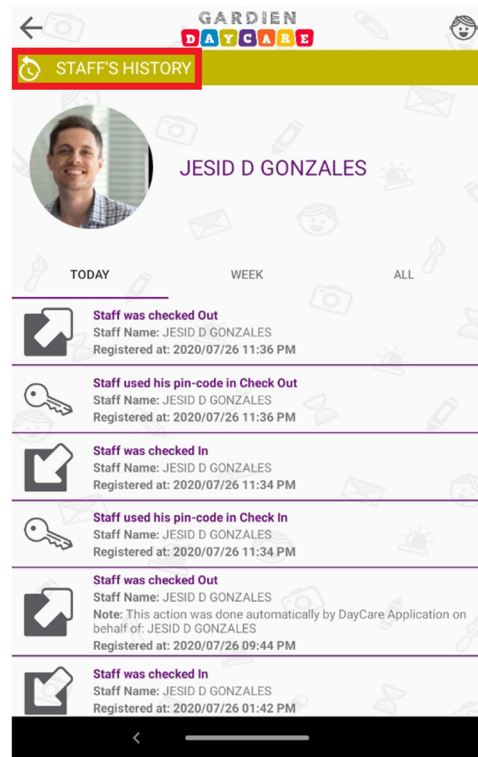 GARDIEN
DAYCARE
STAFF'S HISTORY
JESID D GONZALES
TODAY WEEK ALL
Staff was checked Out
Staff Name: JESID D GONZALES
Registered at: 2020/07/26 11:36 PM
Staff used his pin-code in Check Out
Staff Name: JESID D GONZALES
Registered at: 2020/07/26 11:36 PM
Staff was checked In
Staff Name: JESID D GONZALES
Registered at: 2020/07/26 11:34 PM
Staff used his pin-code in Check In
Staff Name: JESID D GONZALES
Registered at: 2020/07/26 11:34 PM
Staff was checked Out
Staff Name: JESID D GONZALES
Note: This action was done automatically by DayCare Application on
behalf of: JESID D GONZALES
Registered at: 2020/07/26 09:44 PM
Staff was checked In
Staff Name: JESID D GONZALES
Registered at: 2020/07/26 01:42 PM